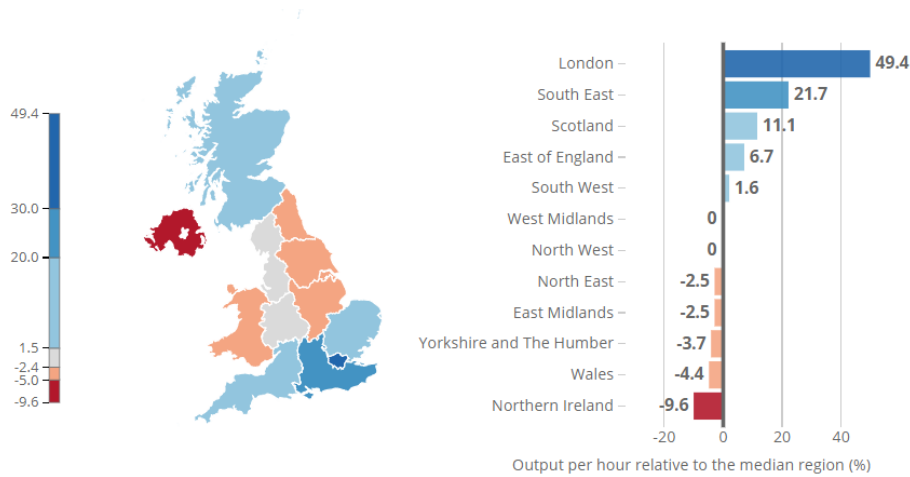 49.4
30.0
20.0
1.5
-2.4
-5.0
-9.6
London 49.4
South East 21.7
Scotland 11.1
East of England 6.7
South West 1.6
West Midlands 0
North West 0
North East -2.5
East Midlands -2.5
Yorkshire and The Humber -3.7
Wales -4.4
Northern Ireland -9.6
-20 0 20 40
Output per hour relative to the median region (%)